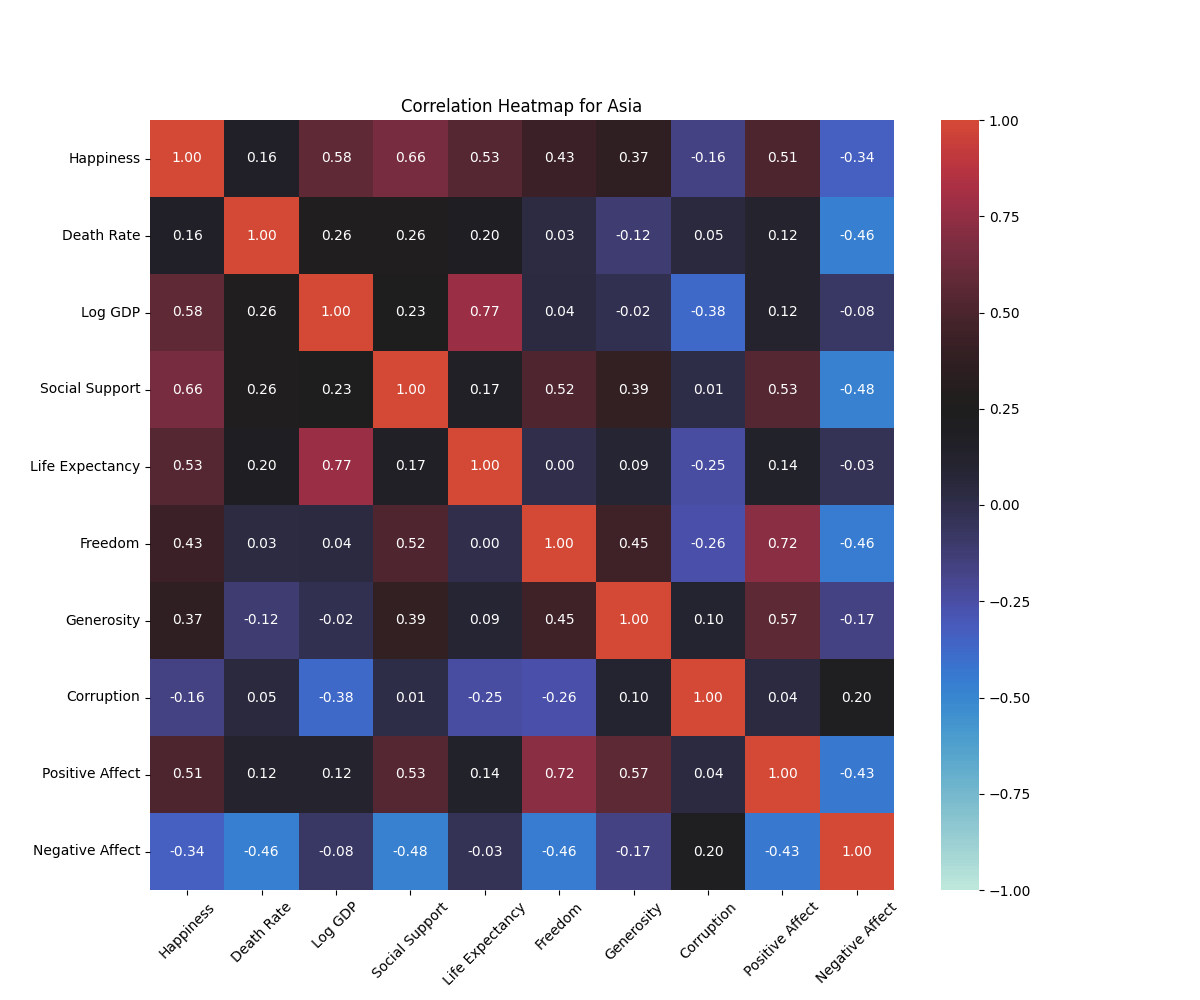 Correlation Heatmap for Asia
Happiness 1.00 0.16 0.58 0.66 0.53 0.43 0.37 -0.16 0.51 -0.34
Death Rate 0.16 1.00 0.26 0.26 0.20 0.03 -0.12 0.05 0.12 -0.46
Log GDP 0.58 0.26 1.00 0.23 0.77 0.04 -0.02 -0.38 0.12 -0.08
Social Support 0.66 0.26 0.23 1.00 0.17 0.52 0.39 0.01 0.53 -0.48
Life Expectancy 0.53 0.20 0.77 0.17 1.00 0.00 0.09 -0.25 0.14 -0.03
Freedom 0.43 0.03 0.04 0.52 0.00 1.00 0.45 -0.26 0.72 -0.46
Generosity 0.37 -0.12 -0.02 0.39 0.09 0.45 1.00 0.10 0.57 -0.17
Corruption -0.16 0.05 -0.38 0.01 -0.25 -0.26 0.10 1.00 0.04 0.20
Positive Affect 0.51 0.12 0.12 0.53 0.14 0.72 0.57 0.04 1.00 -0.43
Negative Affect -0.34 -0.46 -0.08 -0.48 -0.03 -0.46 -0.17 0.20 -0.43 1.00
Happiness Death Rate Log GDP Social Support Life Expectancy Freedom Generosity Corruption Positive Affect Negative Affect
1.00
0.75
0.50
0.25
0.00
−0.25
−0.50
−0.75
−1.00